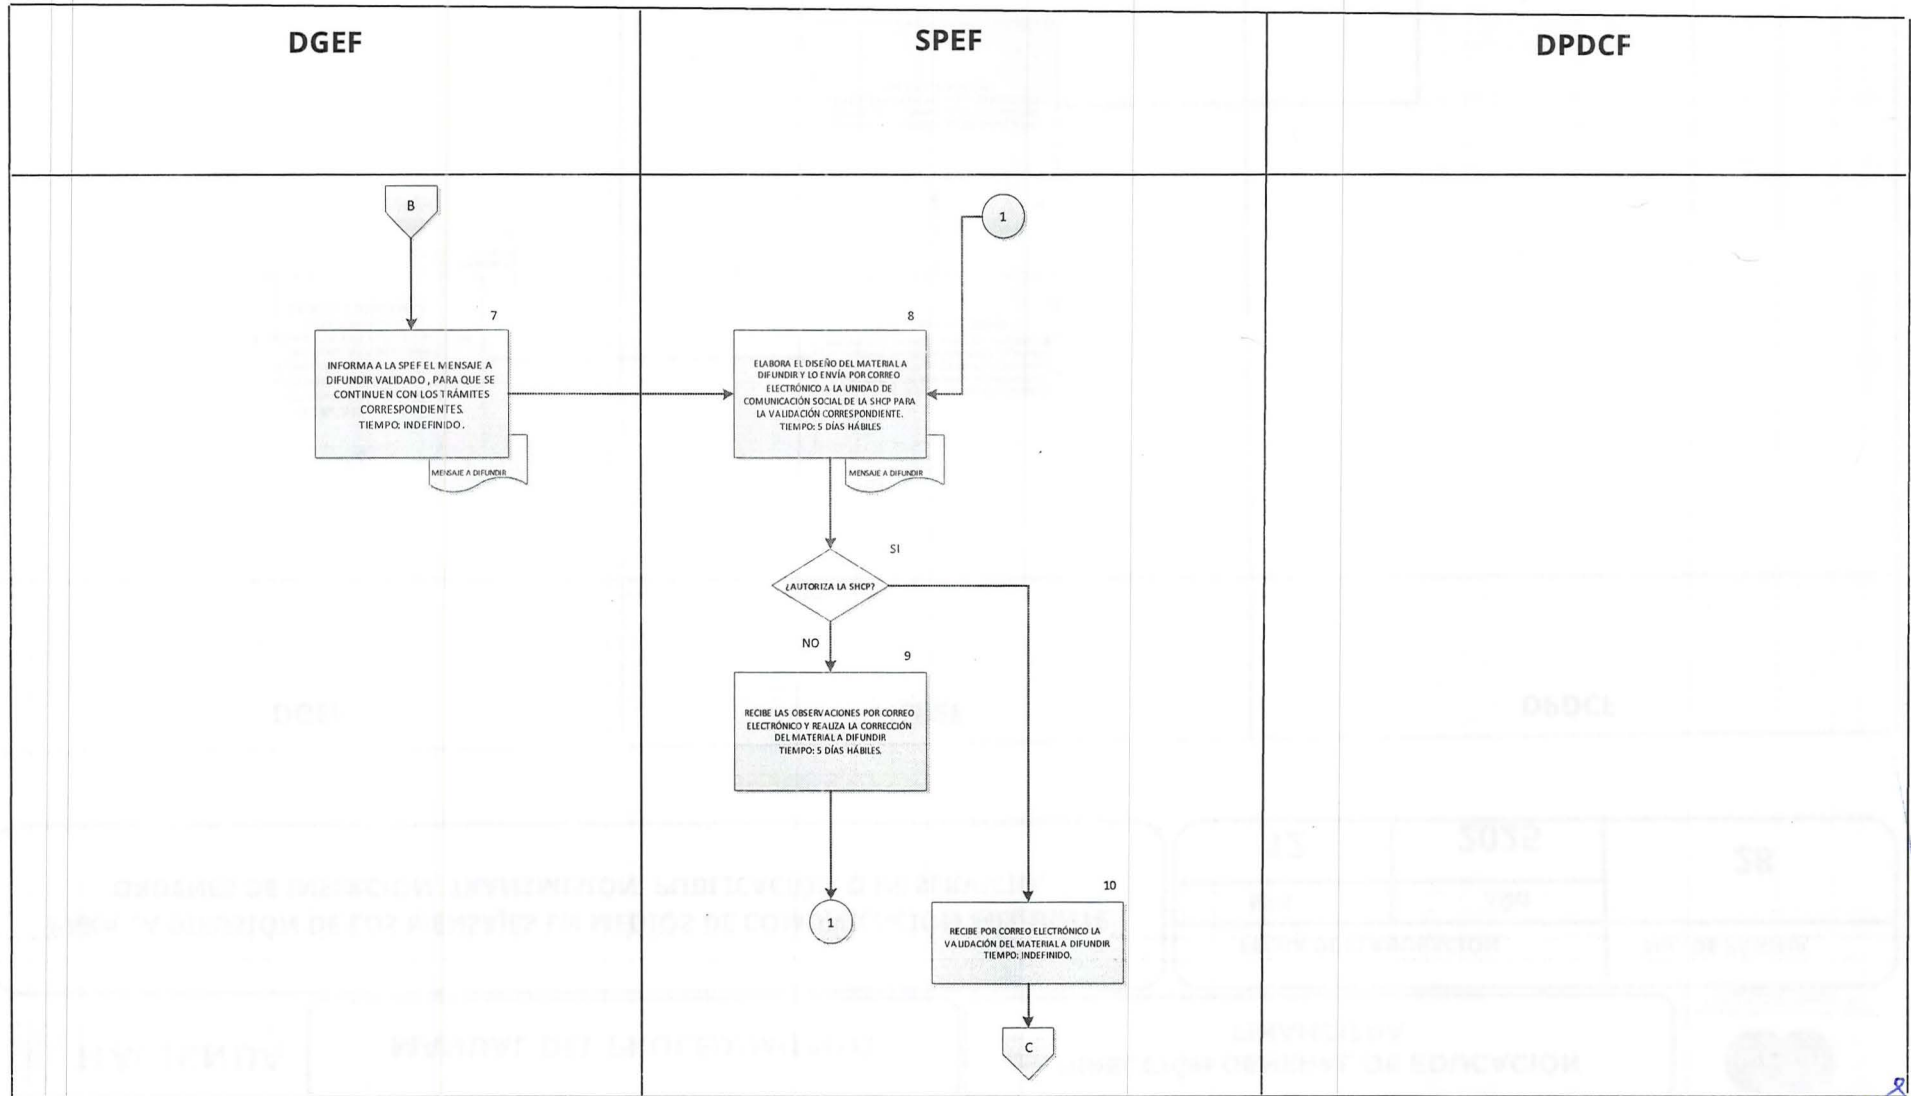 DGEF
SPEF
DPDCF
B
1
7
INFORMA A LA SPEF EL MENSAJE A
DIFUNDIR VALIDADO , PARA QUE SE
CONTINUEN CON LOS TRÁMITES
CORRESPONDIENTES.
TIEMPO: INDEFINIDO .
MENSAJE A DIFUNDIR
8
ELABORA EL DISEÑO DEL MATERIAL A
DIFUNDIR Y LO ENVÍA POR CORREO
ELECTRÓNICO A LA UNIDAD DE
COMUNICACIÓN SOCIAL DE LA SHCP PARA
LA VALIDACIÓN CORRESPONDIENTE.
TIEMPO: 5 DÍAS HÁBILES
MENSAJE A DIFUNDIR
SI
¿AUTORIZA LA SHCP?
NO
9
RECIBE LAS OBSERVACIONES POR CORREO
ELECTRÓNICO Y REALIZA LA CORRECCIÓN
DEL MATERIAL A DIFUNDIR
TIEMPO: 5 DÍAS HÁBILES.
1
10
RECIBE POR CORREO ELECTRÓNICO LA
VALIDACIÓN DEL MATERIAL A DIFUNDIR
TIEMPO: INDEFINIDO.
C